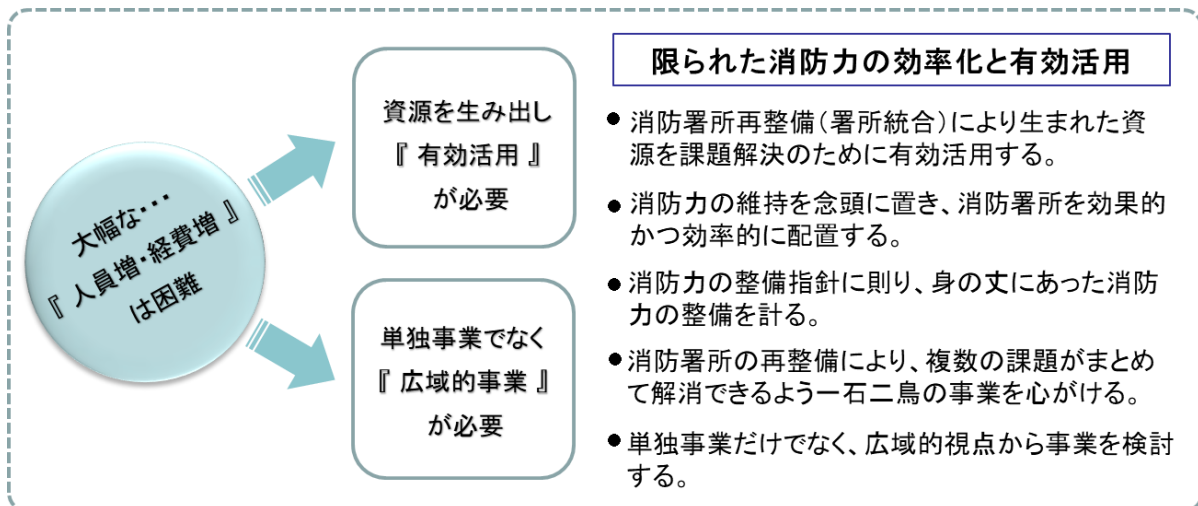 大幅な・・・
『 人員増・経費増 』
は困難
資源を生み出し
『 有効活用 』
が必要
単独事業でなく
『 広域的事業 』
が必要
限られた消防力の効率化と有効活用
● 消防署所再整備（署所統合）により生まれた資
源を課題解決のために有効活用する。
● 消防力の維持を念頭に置き、消防署所を効果的
かつ効率的に配置する。
● 消防力の整備指針に則り、身の丈にあった消防
力の整備を計る。
● 消防署所の再整備により、複数の課題がまとめ
て解消できるよう一石二鳥の事業を心がける。
● 単独事業だけでなく、広域的視点から事業を検討
する。